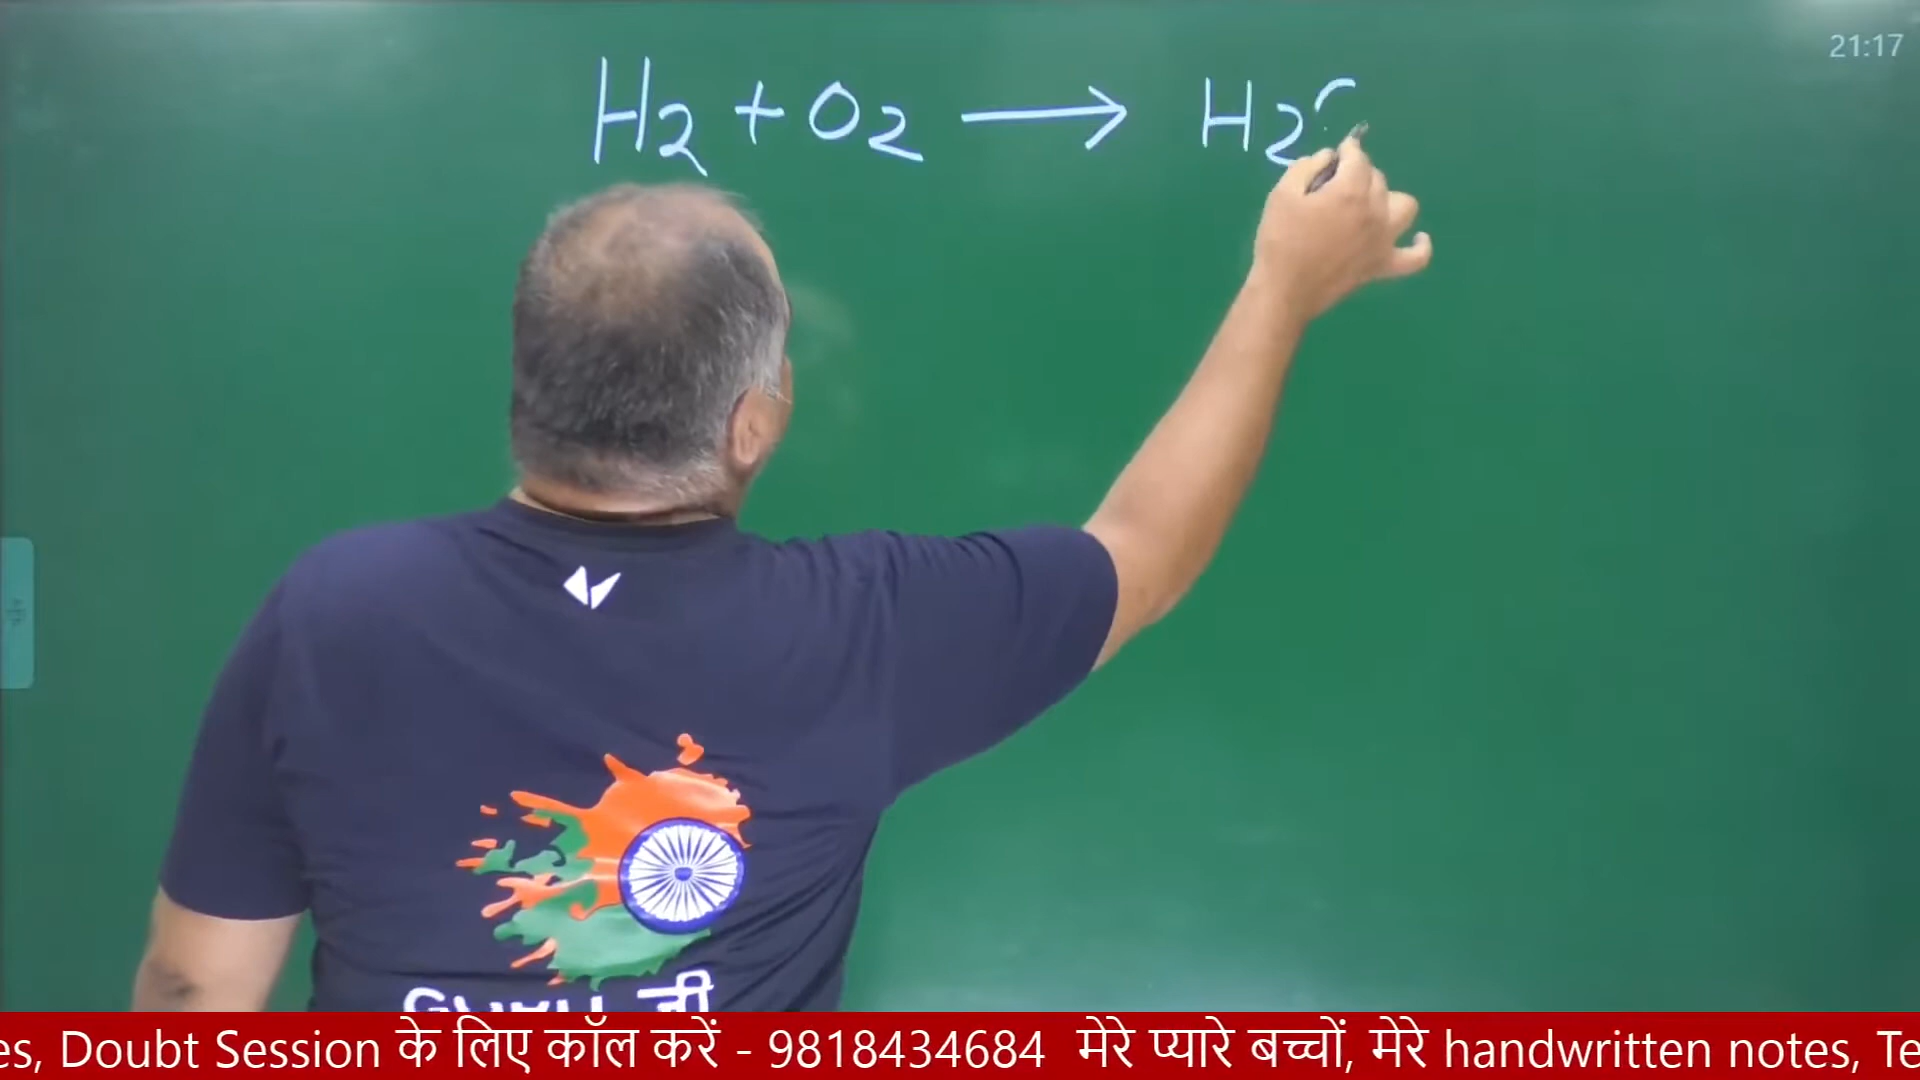 21:17
H2 + O2 → H2
es, Doubt Session के लिए कॉल करें - 9818434684 मेरे प्यारे बच्चों, मेरे handwritten notes, Te